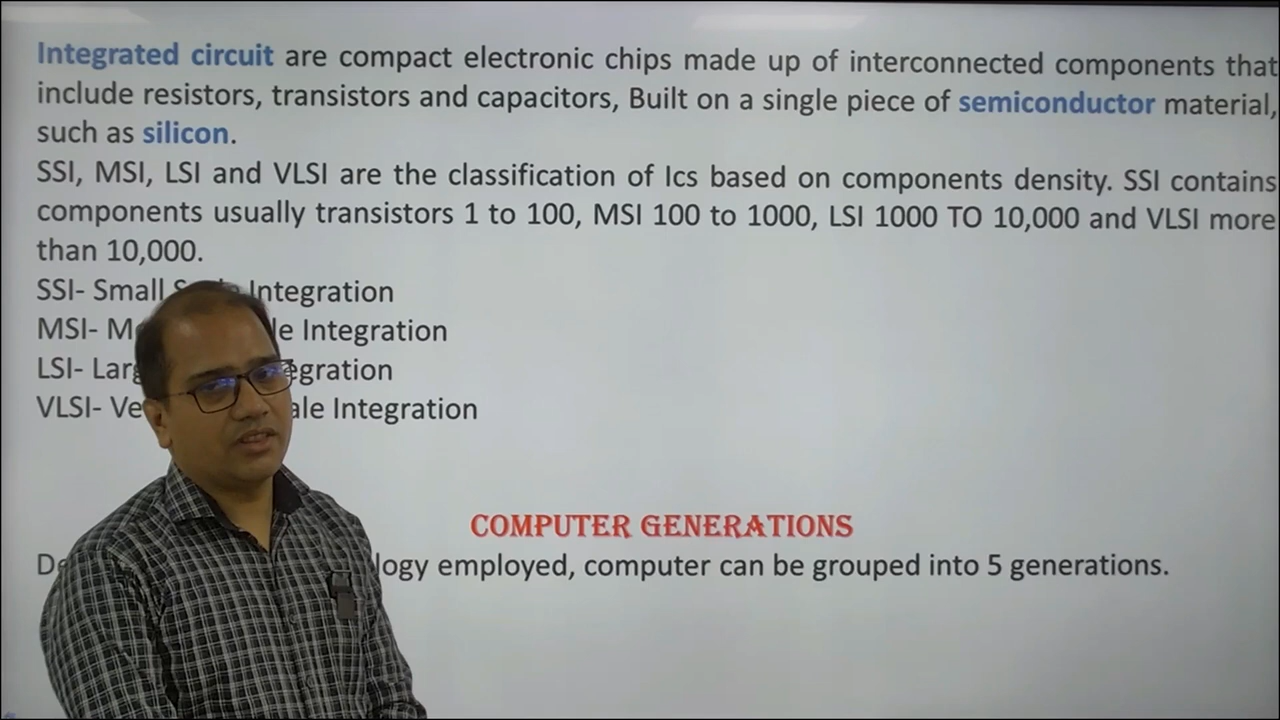 Integrated circuit are compact electronic chips made up of interconnected components that
include resistors, transistors and capacitors, Built on a single piece of semiconductor material,
such as silicon.
SSI, MSI, LSI and VLSI are the classification of Ics based on components density. SSI contains
components usually transistors 1 to 100, MSI 100 to 1000, LSI 1000 TO 10,000 and VLSI more
than 10,000.
SSI- Small Integration
MSI- Integration
LSI-
VLSI- Integration
COMPUTER GENERATIONS
employed, computer can be grouped into 5 generations.